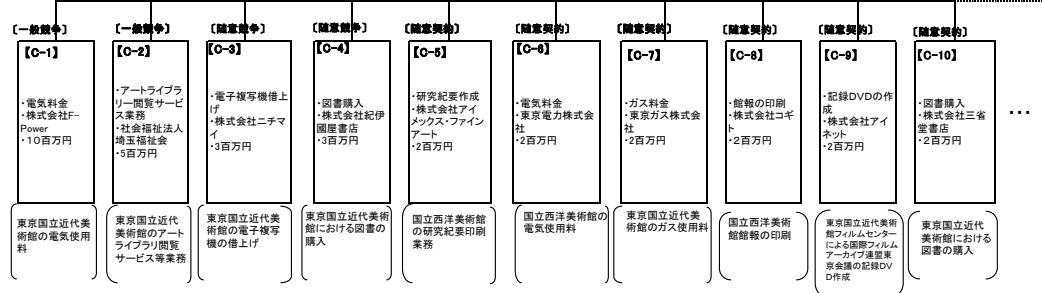 〔一般競争〕
【C-1】
・電気料金
・株式会社F-
Power
・１０百万円
東京国立近代美
術館の電気使用
料
〔一般競争〕
【C-2】
・アートライブラ
リー閲覧サービ
ス業務
・社会福祉法人
埼玉福祉会
・5百万円
東京国立近代
美術館のアート
ライブラリ閲覧
サービス等業務
〔随意競争〕
【C-3】
・電子複写機借上
げ
・株式会社ニチマ
イ
・3百万円
東京国立近代美
術館の電子複写
機の借上げ
〔随意競争〕
【C-4】
・図書購入
・株式会社紀伊
國屋書店
・3百万円
東京国立近代美術
館における図書の
購入
〔随意契約〕
【C-5】
・研究紀要作成
・株式会社アイ
メックス・ファイン
アート
・2百万円
国立西洋美術館
の研究紀要印刷
業務
〔随意契約〕
【C-6】
・電気料金
・東京電力株式会
社
・2百万円
国立西洋美術館の
電気使用料
〔随意契約〕
【C-7】
・ガス料金
・東京ガス株式会
社
・2百万円
東京国立近代美
術館のガス使用料
〔随意契約〕
【C-8】
・館報の印刷
・株式会社コギ
ト
・２百万円
国立西洋美術
館館報の印刷
〔随意契約〕
【C-9】
・記録DVDの作
成
・株式会社アイ
ネット
・2百万円
東京国立近代美術
館フィルムセンター
による国際フィルム
アーカイブ連盟東
京会議の記録DV
D作成
〔随意契約〕
【C-10】
・図書購入
・株式会社三省
堂書店
・２百万円
東京国立近代
美術館における
図書の購入
…